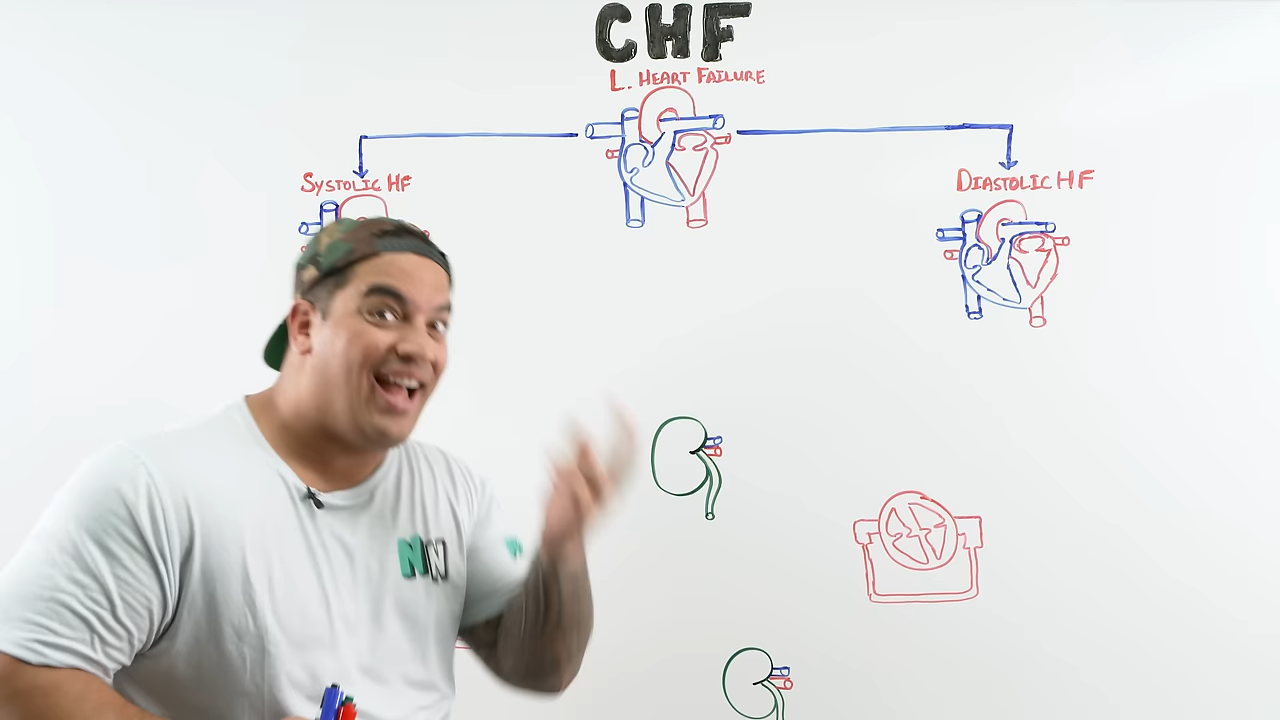 CHF
L. HEART FAILURE
SYSTOLIC HF
DIASTOLIC HF
NN